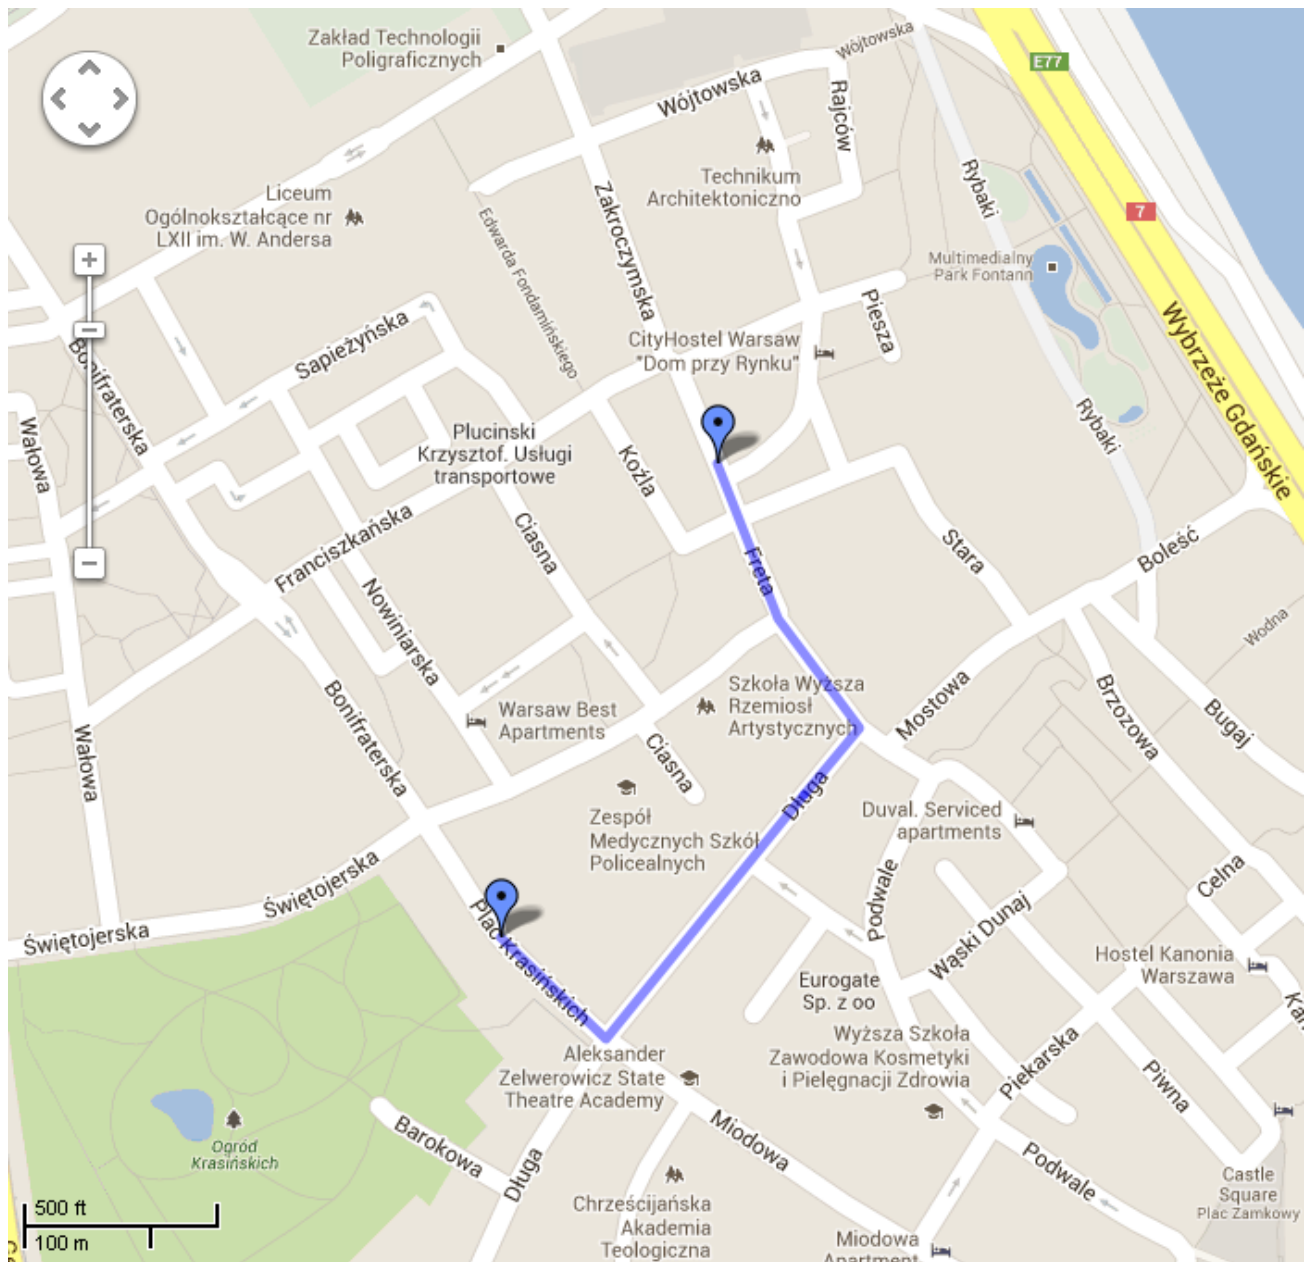 Zakład Technologii
Poligraficznych
Wójtowska
E77
Wójtowska
Rajców
Technikum
Architektoniczno
Rybaki
Liceum
Ogólnokształcące nr
LXII im. W. Andersa
Zakroczymska
7
Edwarda Fondamińskiego
Multimedialny
Park Fontann
Piesza
Sapieżyńska
CityHostel Warsaw
"Dom przy Rynku"
Wybrzeże Gdańskie
Bonifraterska
Wałowa
Plucinski
Krzysztof. Usługi
transportowe
Koźla
Rybaki
Franciszkańska
Ciasna
Freta
Stara
Boleść
Nowiniarska
Wodna
Bonifraterska
Warsaw Best
Apartments
Szkoła Wyższa
Rzemiosł
Artystycznych
Mostowa
Brzozowa
Bugaj
Wałowa
Ciasna
Długa
Zespół
Medycznych Szkół
Policealnych
Duval. Serviced
apartments
Świętojerska
Świętojerska
Plac Krasińskich
Podwale
Wąski Dunaj
Celna
Hostel Kanonia
Warszawa
Eurogate
Sp. z oo
Wyższa Szkoła
Zawodowa Kosmetyki
i Pielęgnacji Zdrowia
Aleksander
Zelwerowicz State
Theatre Academy
Piekarska
Piwna
Ogród
Krasińskich
Barokowa
Długa
Miodowa
Podwale
Castle
Square
Plac Zamkowy
Chrześcijańska
Akademia
Teologiczna
Miodowa
500 ft
100 m